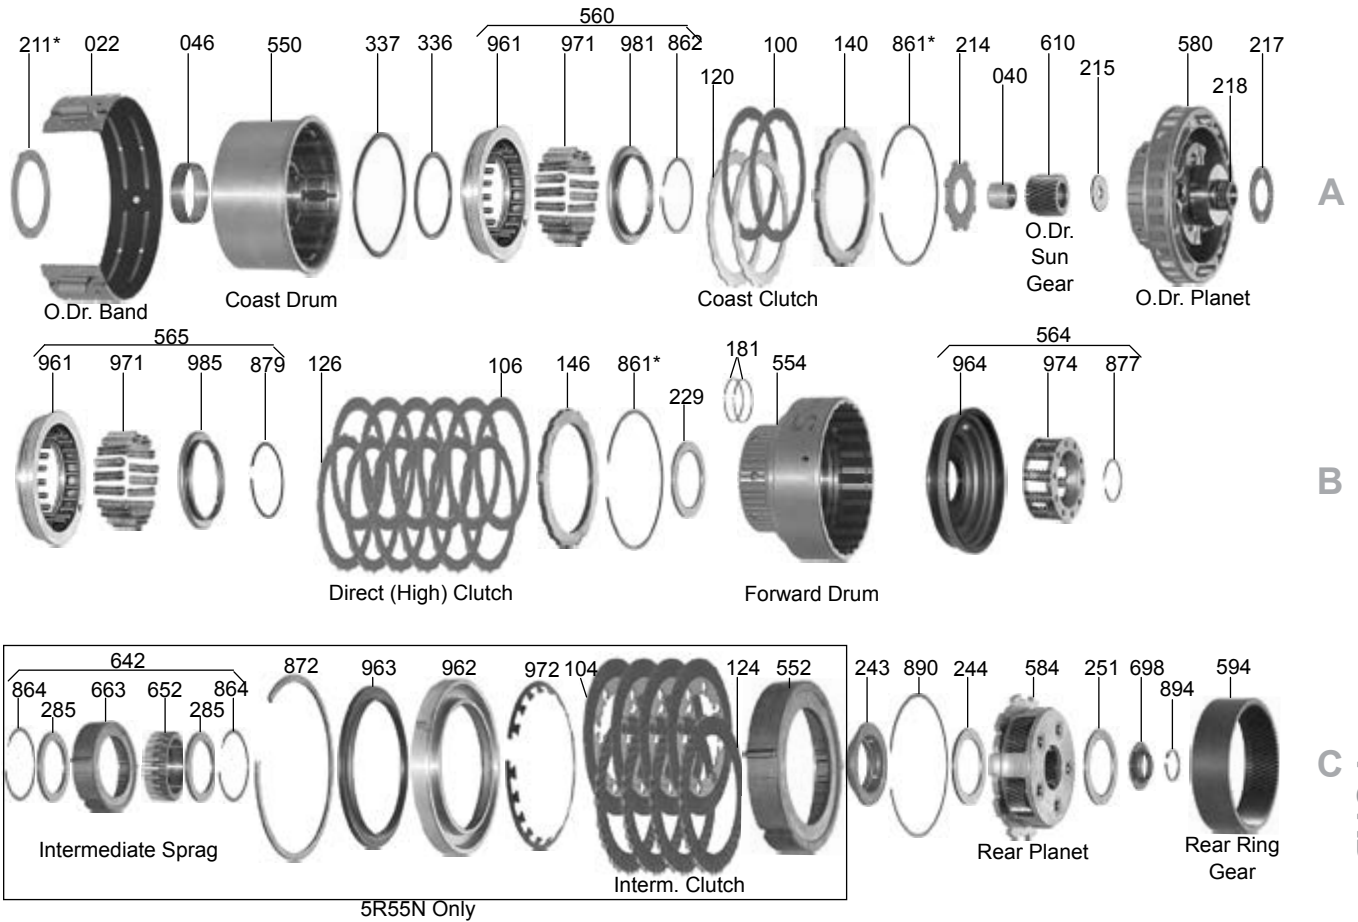 560
211* 022 046 550 337 336 961 971 981 862 100 140 861* 214 610 580 217
120 040 215 218
A
O.Dr.
Sun
Gear
O.Dr. Band Coast Drum Coast Clutch O.Dr. Planet
565 564
961 971 985 879 126 106 146 861* 181 554 964 974 877
229
B
Direct (High) Clutch Forward Drum
642 872 963 962 972 104 124 552 243 890 244 584 251 698 594
864 663 652 864 894
285 285
C
Intermediate Sprag Rear Planet Rear Ring
Gear
Interm. Clutch
5R55N Only